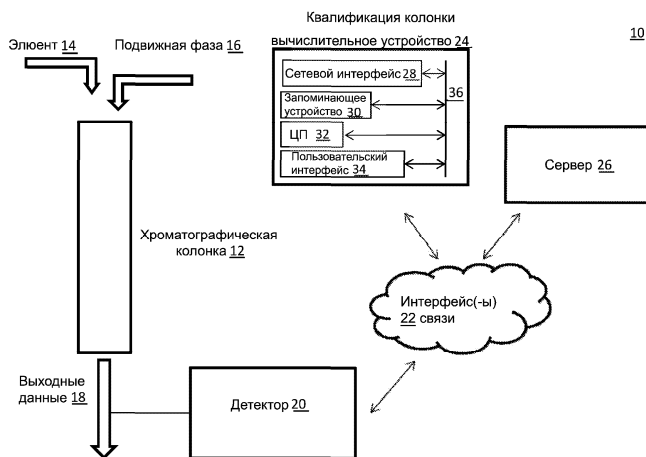 Квалификация колонки
вычислительное устройство 24
10
Элюент 14
Подвижная фаза 16
Сетевой интерфейс 28
36
Запоминающее
устройство 30
ЦП 32
Пользовательский
интерфейс 34
Сервер 26
Хроматографическая
колонка 12
Интерфейс(-ы)
22 связи
Выходные
данные 18
Детектор 20